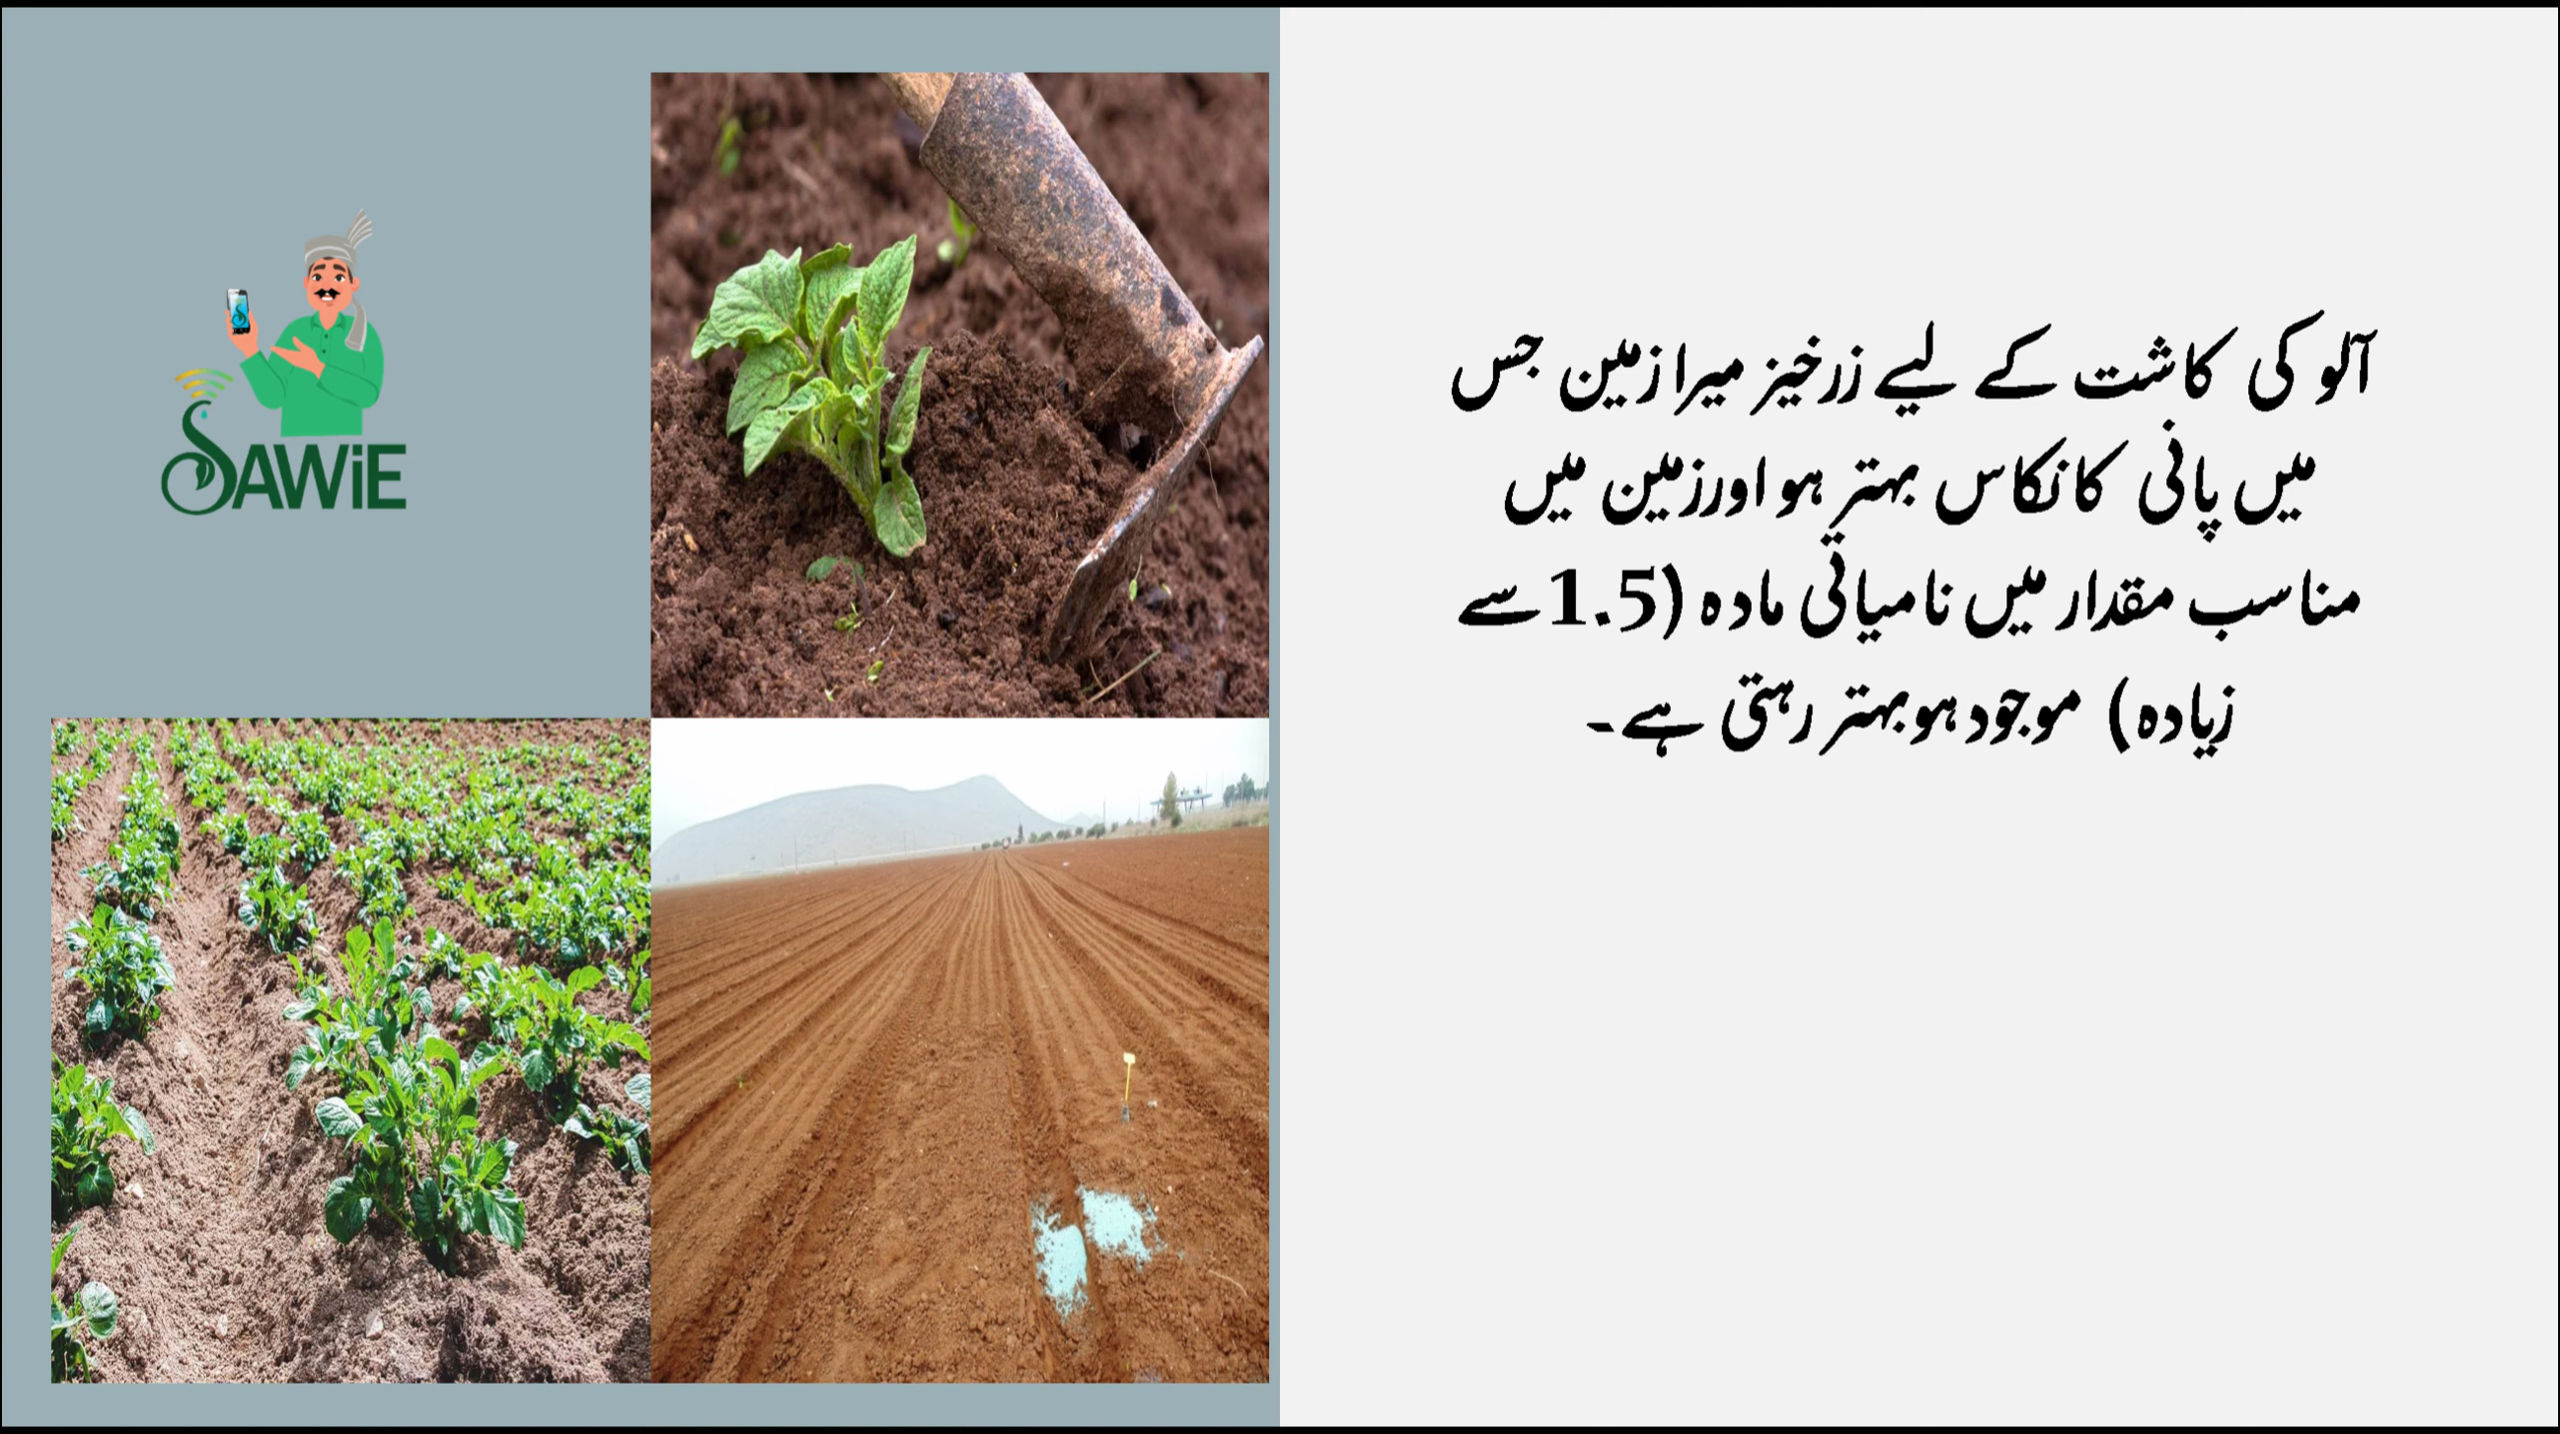 SAWiE
آلو کی کاشت کے لیے زرخیز میرا زمین جس
میں پانی کا نکاس بہتر ہو اور زمین میں
مناسب مقدار میں نامیاتی مادہ (1.5 سے
زیادہ) موجود ہو بہتر رہتی ہے۔